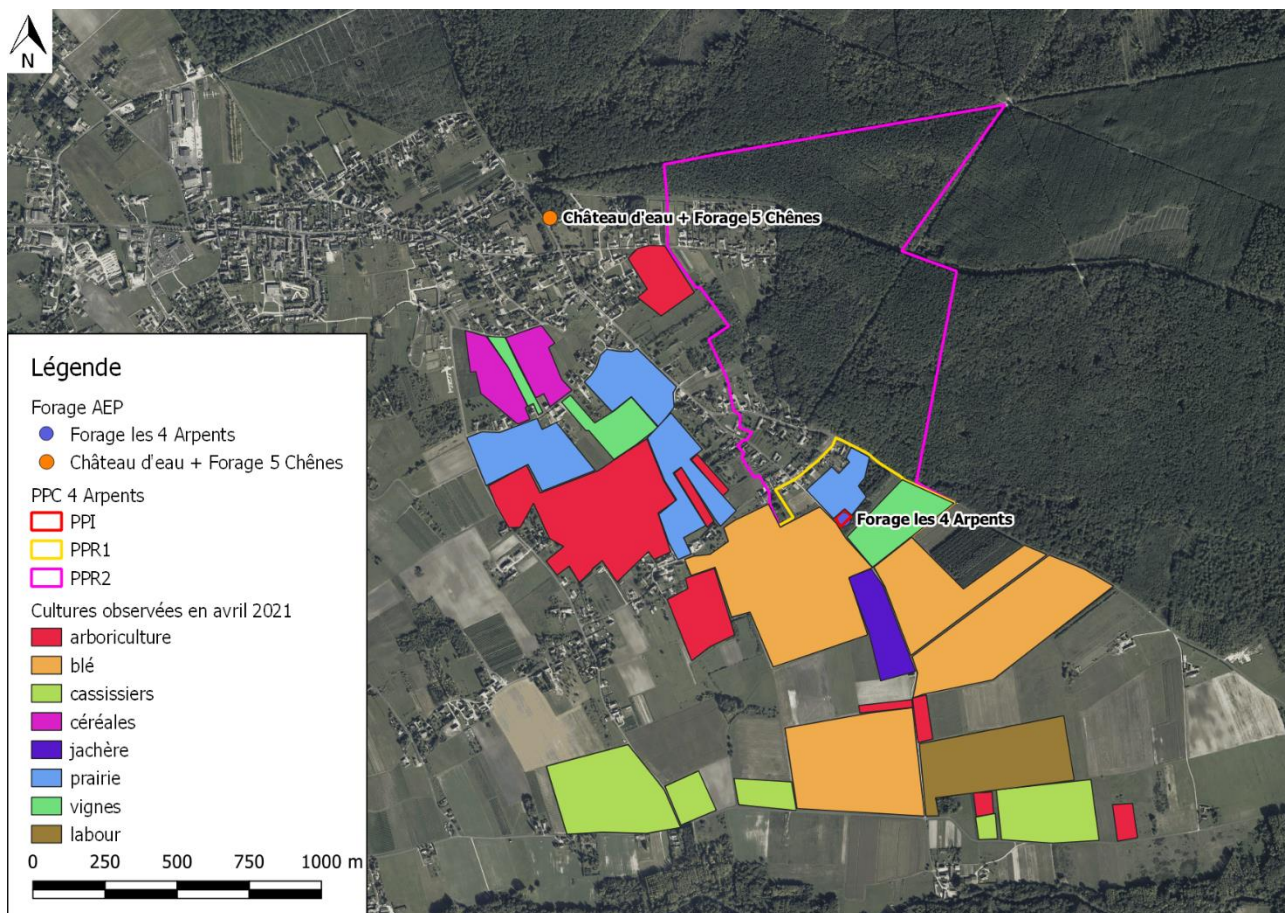 N
Château d'eau + Forage 5 Chênes
Forage les 4 Arpents
Légende
Forage AEP
Forage les 4 Arpents
Château d'eau + Forage 5 Chênes
PPC 4 Arpents
PPI
PPR1
PPR2
Cultures observées en avril 2021
arboriculture
blé
cassissiers
céréales
jachère
prairie
vignes
labour
0 250 500 750 1000 m